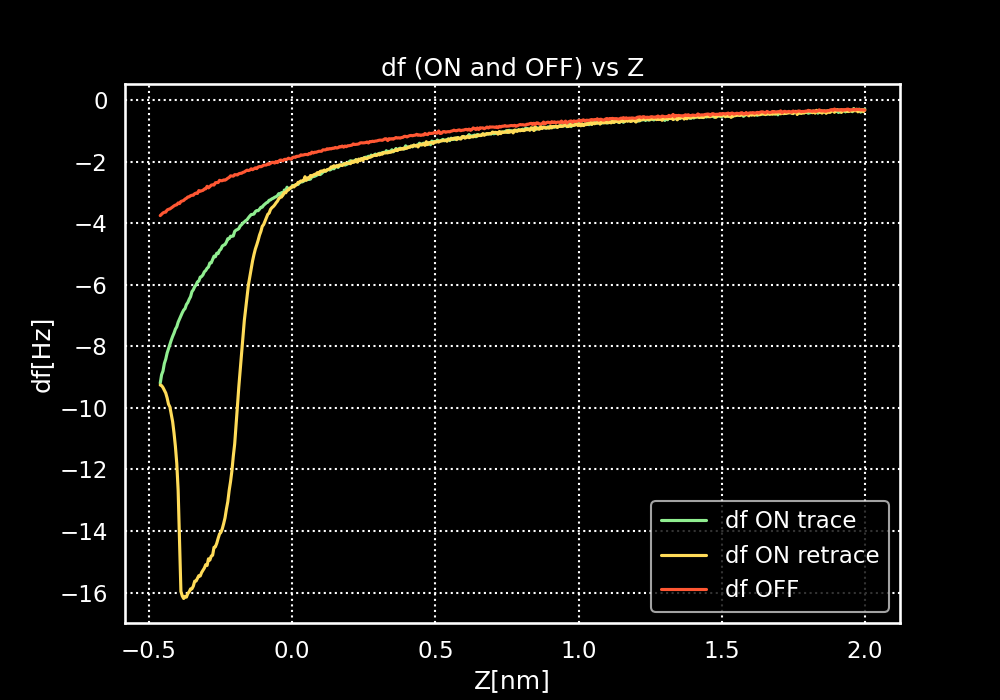 df (ON and OFF) vs Z
df[Hz]
0
−2
−4
−6
−8
−10
−12
−14
−16
−0.5
0.0
0.5
1.0
1.5
2.0
Z[nm]
df ON trace
df ON retrace
df OFF